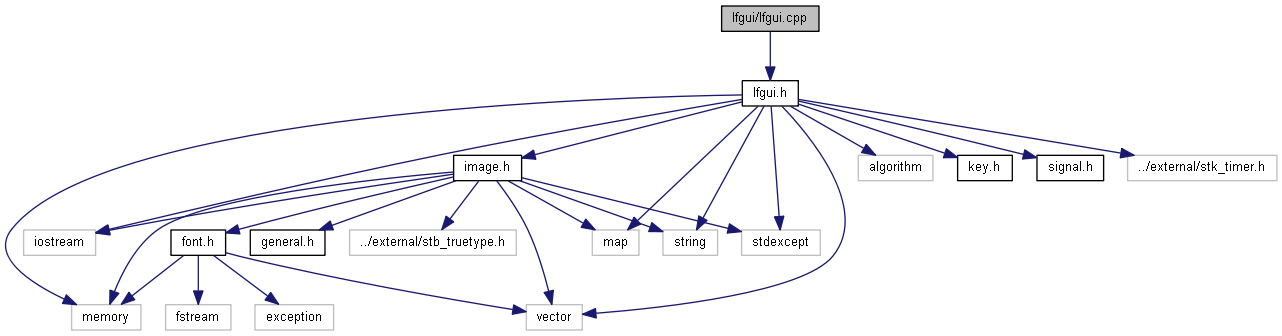 lfgui/lfgui.cpp
lfgui.h
image.h
algorithm
key.h
signal.h
../external/stk_timer.h
iostream
font.h
general.h
../external/stb_truetype.h
map
string
stdexcept
memory
fstream
exception
vector